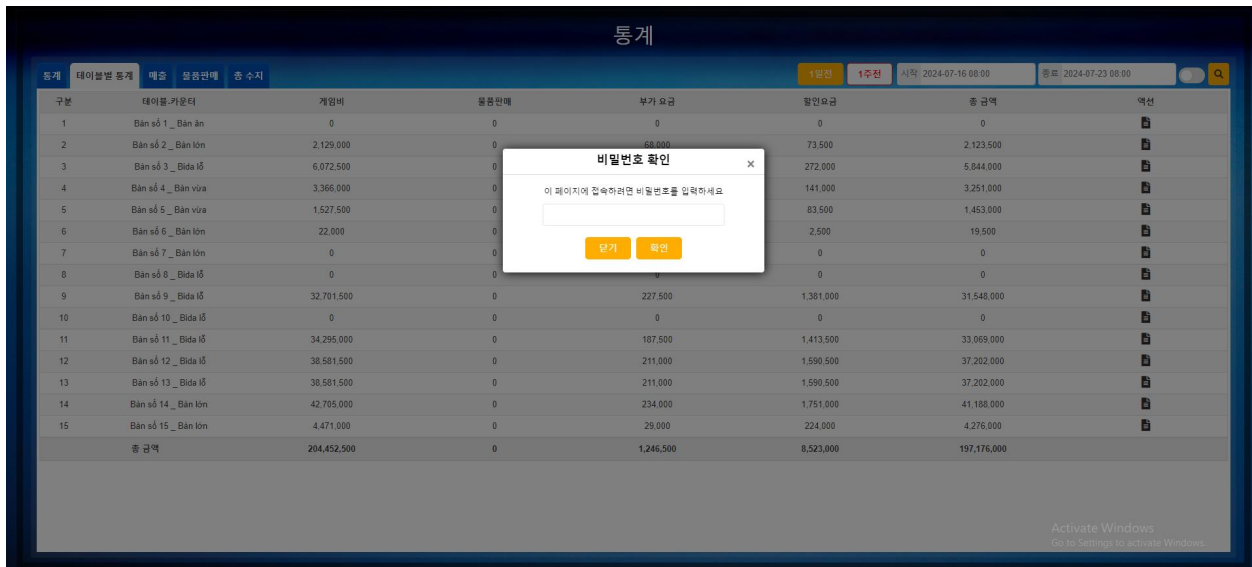 통계
통계 테이블별 통계 매출 물품판매 총 수지 1일전 1주전 시작 2024-07-16 08:00 종료 2024-07-23 08:00
구분 테이블-카운터 게임비 물품판매 부가 요금 할인요금 총 금액 액션
1 Bàn số 1 _ Bàn ăn 0 0 0 0 0
2 Bàn số 2 _ Bàn lớn 2,129,000 0 68,000 73,500 2,123,500
비밀번호 확인 ×
3 Bàn số 3 _ Bida lỗ 6,072,500 0 272,000 5,844,000
이 페이지에 접속하려면 비밀번호를 입력하세요
4 Bàn số 4 _ Bàn vừa 3,366,000 0 141,000 3,251,000
5 Bàn số 5 _ Bàn vừa 1,527,500 0 83,500 1,453,000
6 Bàn số 6 _ Bàn lớn 22,000 0 2,500 19,500
닫기 확인
7 Bàn số 7 _ Bàn lớn 0 0 0 0
8 Bàn số 8 _ Bida lỗ 0 0 0 0 0
9 Bàn số 9 _ Bida lỗ 32,701,500 0 227,500 1,381,000 31,548,000
10 Bàn số 10 _ Bida lỗ 0 0 0 0 0
11 Bàn số 11 _ Bida lỗ 34,295,000 0 187,500 1,413,500 33,069,000
12 Bàn số 12 _ Bida lỗ 38,581,500 0 211,000 1,590,500 37,202,000
13 Bàn số 13 _ Bida lỗ 38,581,500 0 211,000 1,590,500 37,202,000
14 Bàn số 14 _ Bàn lớn 42,705,000 0 234,000 1,751,000 41,188,000
15 Bàn số 15 _ Bàn lớn 4,471,000 0 29,000 224,000 4,276,000
총 금액 204,452,500 0 1,246,500 8,523,000 197,176,000
Activate Windows
Go to Settings to activate Windows.